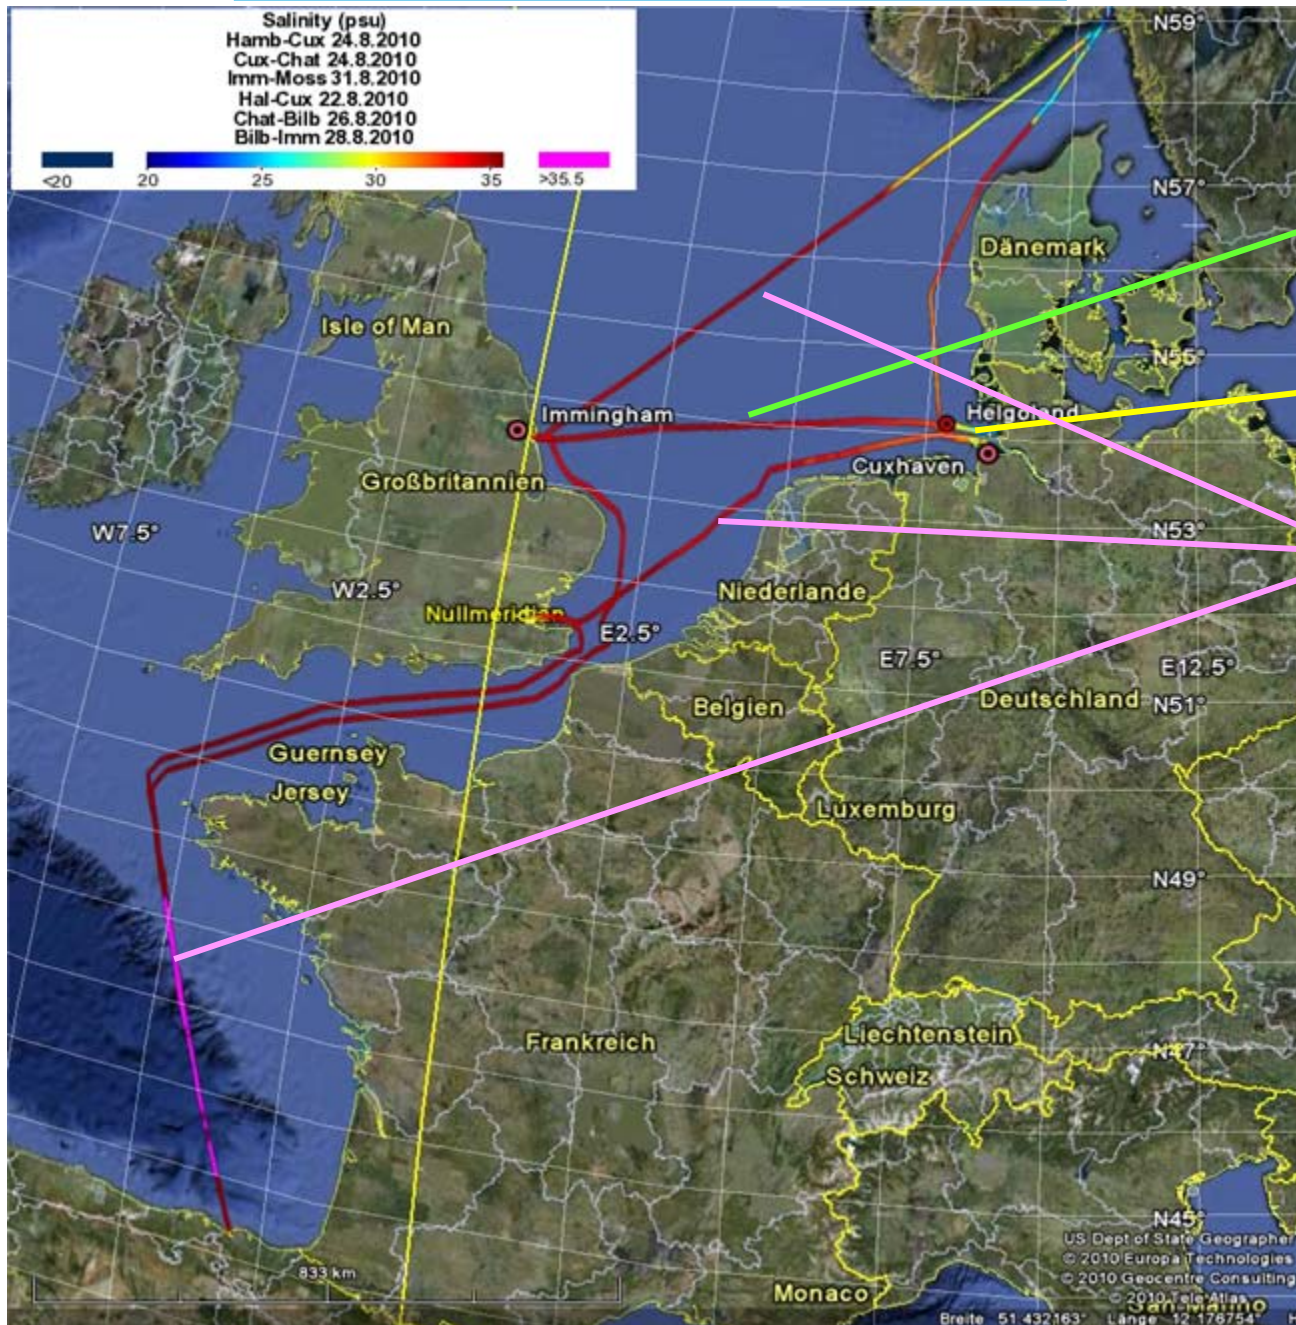 Salinity (psu)
Hamb-Cux 24.8.2010
Cux-Chat 24.8.2010
Imm-Moss 31.8.2010
Hal-Cux 22.8.2010
Chat-Bilb 26.8.2010
Bilb-Imm 28.8.2010
<20 20 25 30 35 >35.5
N59°
N57°
Dänemark
Isle of Man
N55°
Immingham
Helgoland
Cuxhaven
Großbritannien
W7.5°
N53°
W2.5°
Niederlande
Nullmeridian
E2.5°
E7.5°
E12.5°
Belgien
Deutschland
N51°
Guernsey
Jersey
Luxemburg
N49°
Frankreich
Liechtenstein
N47°
Schweiz
N45°
US Dept of State Geographer
© 2010 Europa Technologies
833 km
© 2010 Geocentre Consulting
Monaco
© 2010 Tele Atlas
San Marino
Breite 51.432163° Länge 12.176754° H